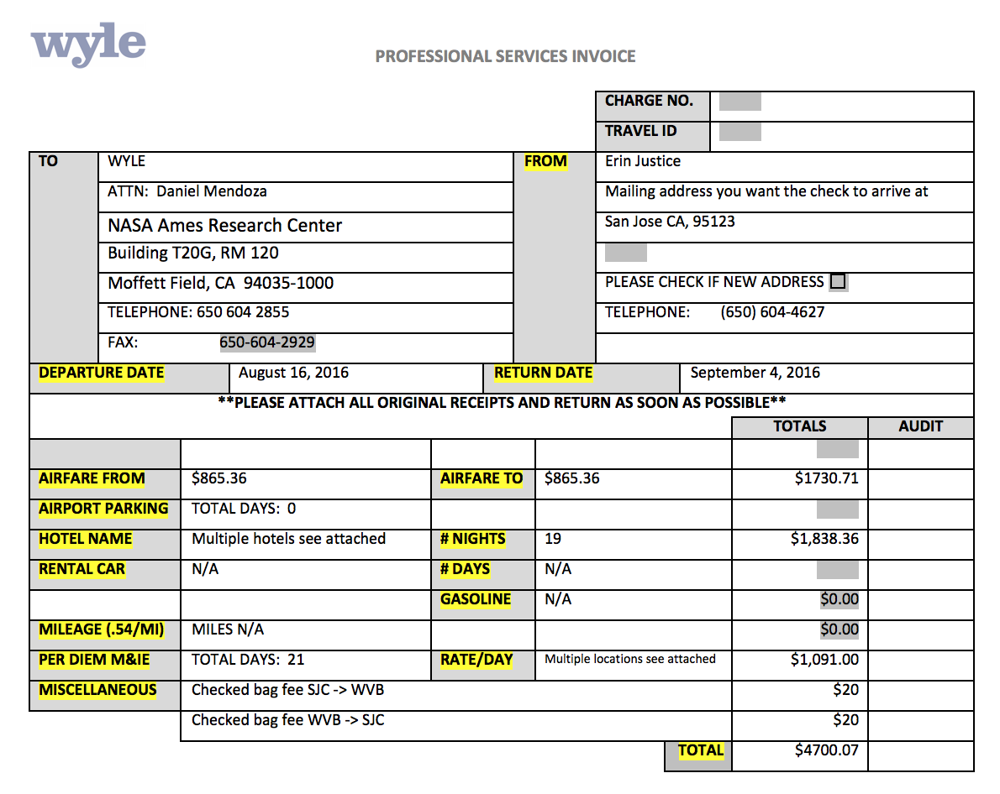 wyle
PROFESSIONAL SERVICES INVOICE
CHARGE NO.
TRAVEL ID
TO WYLE FROM Erin Justice
ATTN: Daniel Mendoza Mailing address you want the check to arrive at
NASA Ames Research Center San Jose CA, 95123
Building T20G, RM 120
Moffett Field, CA 94035-1000 PLEASE CHECK IF NEW ADDRESS
TELEPHONE: 650 604 2855 TELEPHONE: (650) 604-4627
FAX: 650-604-2929
DEPARTURE DATE August 16, 2016 RETURN DATE September 4, 2016
**PLEASE ATTACH ALL ORIGINAL RECEIPTS AND RETURN AS SOON AS POSSIBLE**
TOTALS AUDIT
AIRFARE FROM $865.36 AIRFARE TO $865.36 $1730.71
AIRPORT PARKING TOTAL DAYS: 0
HOTEL NAME Multiple hotels see attached # NIGHTS 19 $1,838.36
RENTAL CAR N/A # DAYS N/A
GASOLINE N/A $0.00
MILEAGE (.54/MI) MILES N/A $0.00
PER DIEM M&IE TOTAL DAYS: 21 RATE/DAY Multiple locations see attached $1,091.00
MISCELLANEOUS Checked bag fee SJC -> WVB $20
Checked bag fee WVB -> SJC $20
TOTAL $4700.07